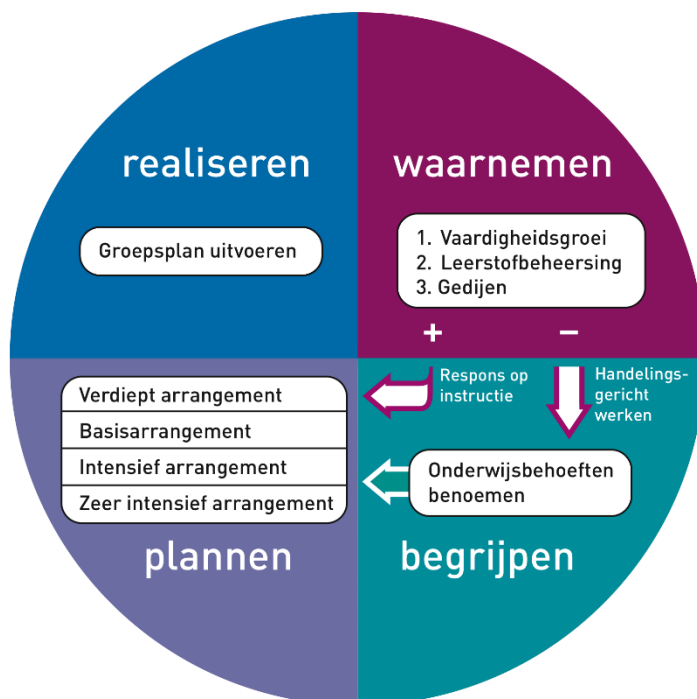 realiseren
Groepsplan uitvoeren
waarnemen
1. Vaardigheidsgroei
2. Leerstofbeheersing
3. Gedijen
+
–
Verdiept arrangement
Basisarrangement
Intensief arrangement
Zeer intensief arrangement
plannen
Respons op
instructie
Handelings-
gericht
werken
Onderwijsbehoeften
benoemen
begrijpen